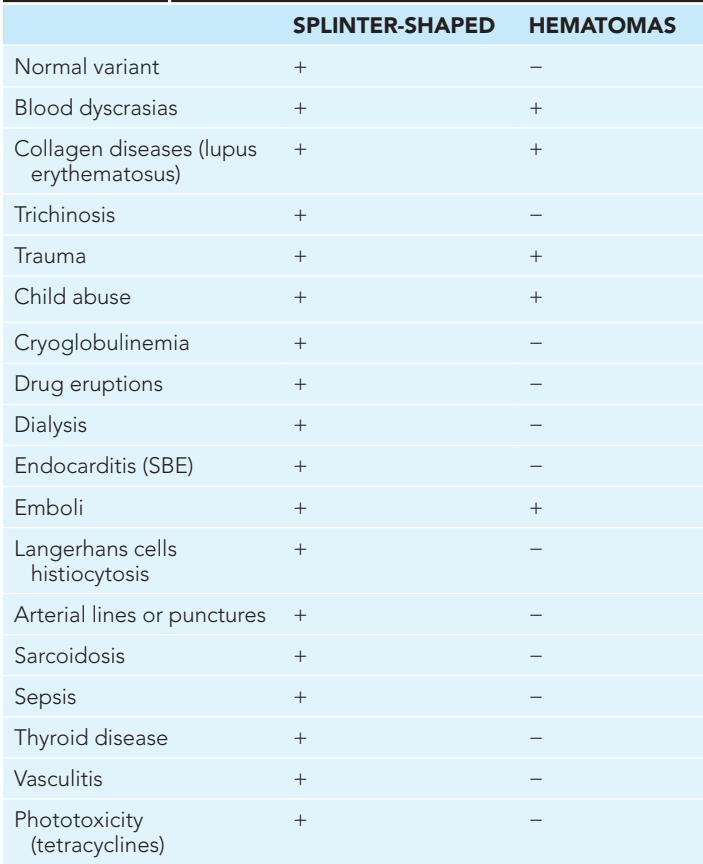 SPLINTER-SHAPED HEMATOMAS
Normal variant + −
Blood dyscrasias + +
Collagen diseases (lupus + +
erythematosus)
Trichinosis + −
Trauma + +
Child abuse + +
Cryoglobulinemia + −
Drug eruptions + −
Dialysis + −
Endocarditis (SBE) + −
Emboli + +
Langerhans cells + −
histiocytosis
Arterial lines or punctures + −
Sarcoidosis + −
Sepsis + −
Thyroid disease + −
Vasculitis + −
Phototoxicity + −
(tetracyclines)